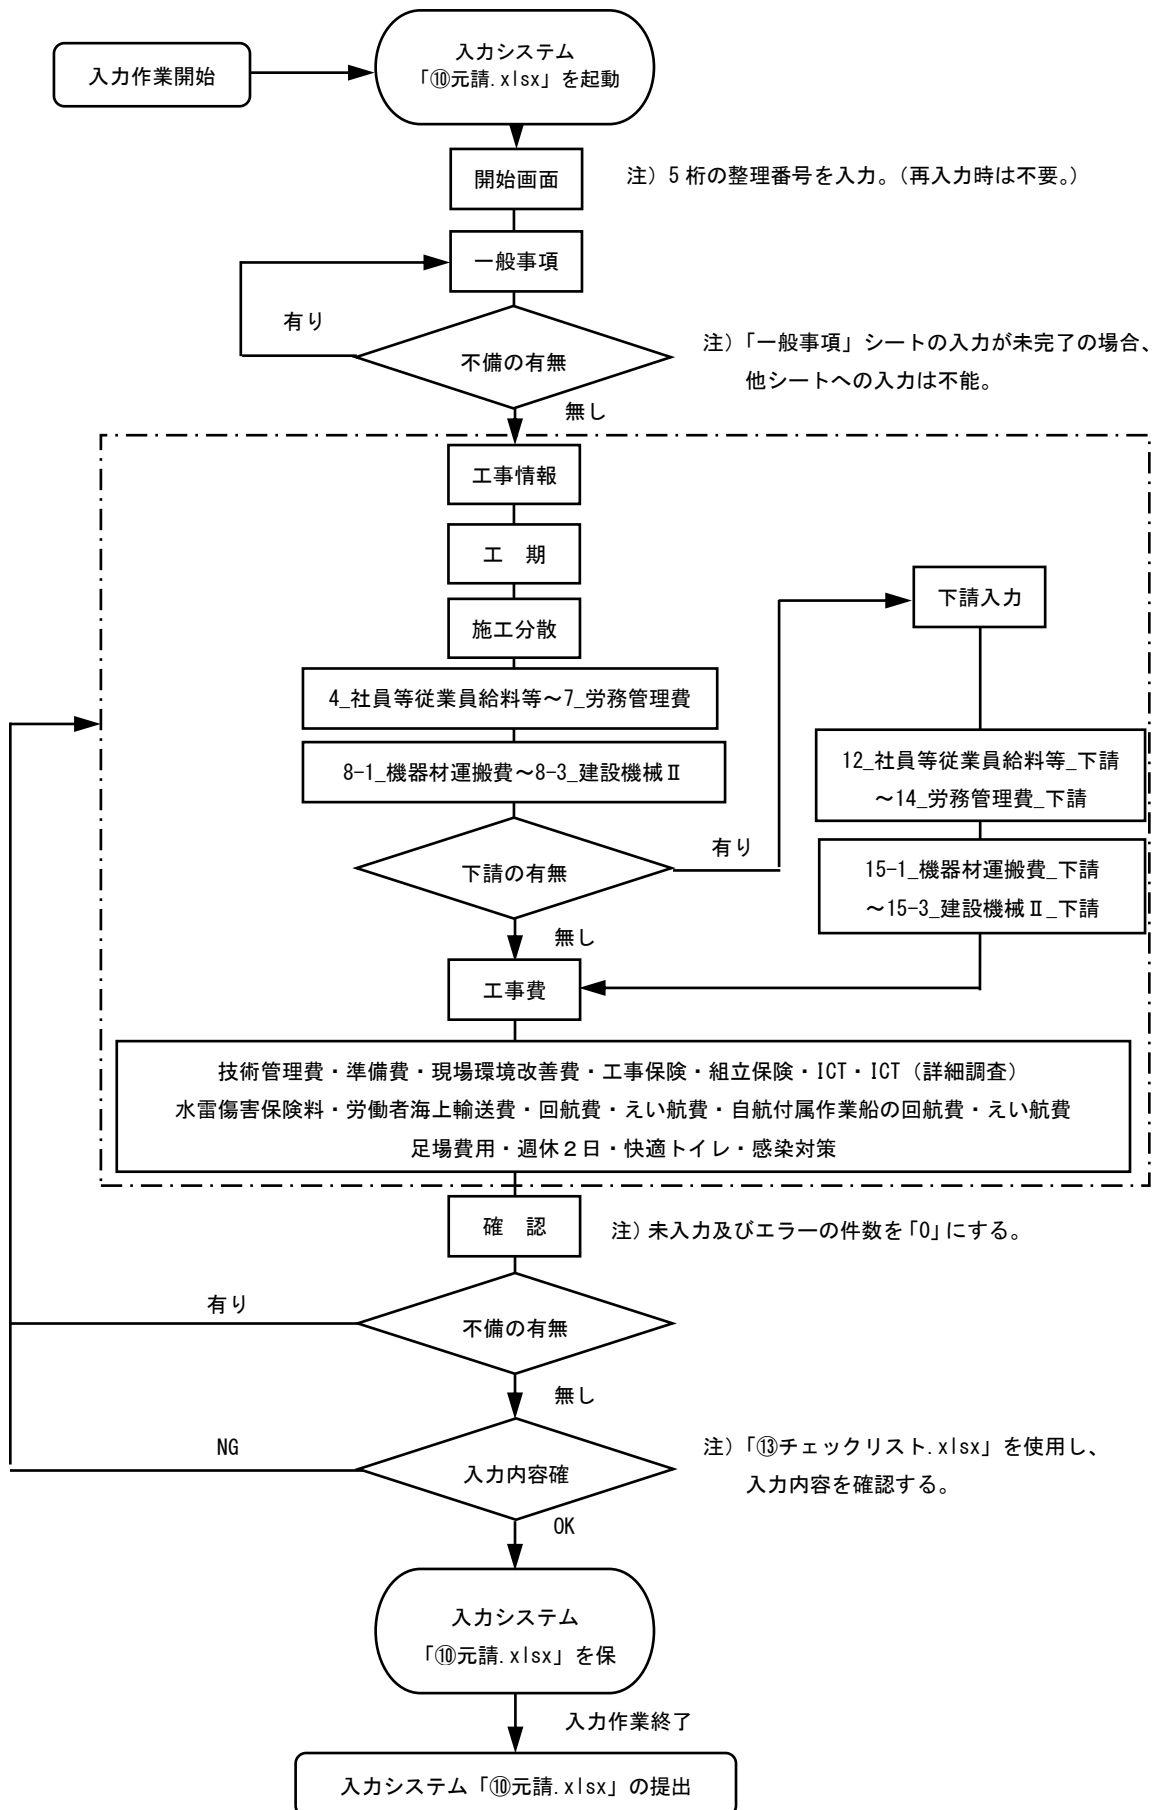 入力作業開始
入力システム
「⑩元請.xlsx」を起動
開始画面
注）5桁の整理番号を入力。（再入力時は不要。）
一般事項
有り
不備の有無
注）「一般事項」シートの入力が未完了の場合、
他シートへの入力は不能。
無し
工事情報
工　期
施工分散
下請入力
4_社員等従業員給料等～7_労務管理費
8-1_機器材運搬費～8-3_建設機械Ⅱ
12_社員等従業員給料等_下請
～14_労務管理費_下請
下請の有無
有り
15-1_機器材運搬費_下請
～15-3_建設機械Ⅱ_下請
無し
工事費
技術管理費・準備費・現場環境改善費・工事保険・組立保険・ICT・ICT（詳細調査）
水雷傷害保険料・労働者海上輸送費・回航費・えい航費・自航付属作業船の回航費・えい航費
足場費用・週休２日・快適トイレ・感染対策
確　認
注）未入力及びエラーの件数を「0」にする。
有り
不備の有無
無し
NG
入力内容確
注）「⑬チェックリスト.xlsx」を使用し、
入力内容を確認する。
OK
入力システム
「⑩元請.xlsx」を保
入力作業終了
入力システム「⑩元請.xlsx」の提出